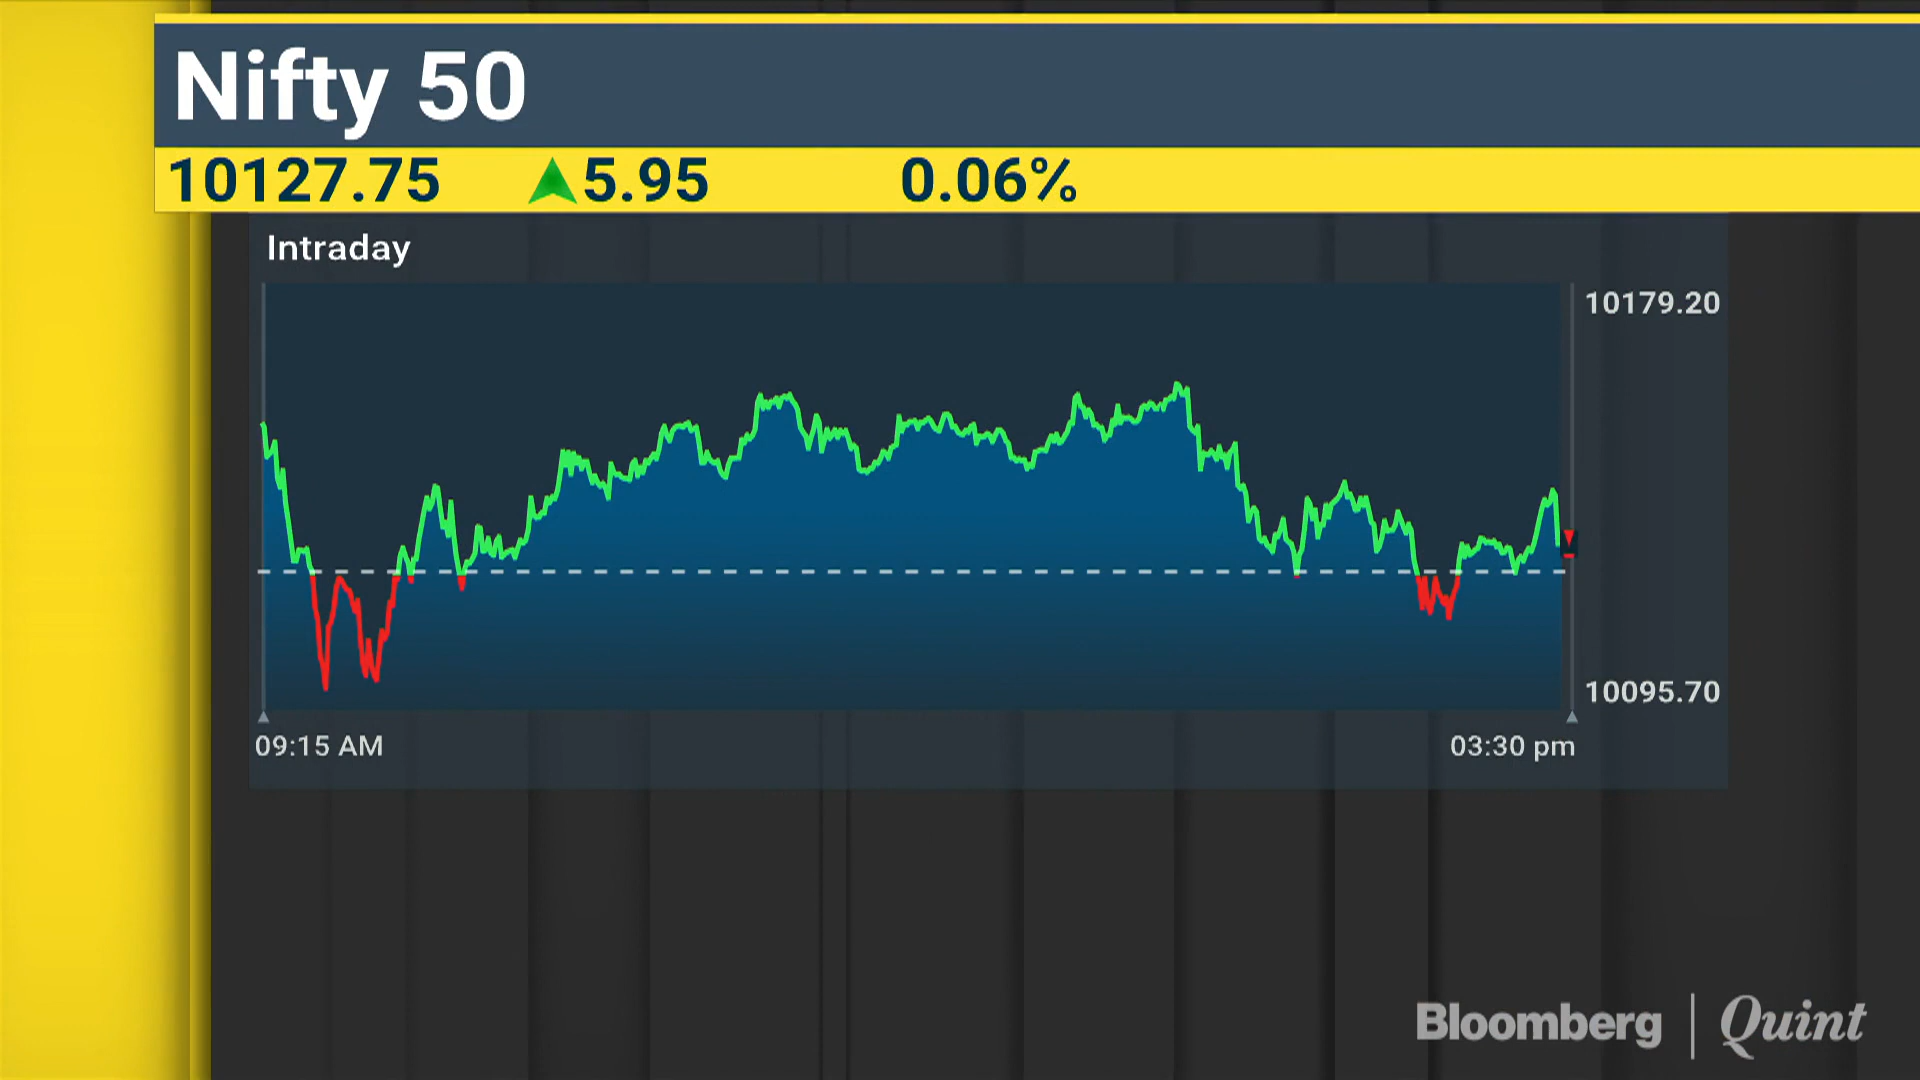 Nifty 50
10127.75 5.95 0.06%
Intraday
10179.20
10095.70
09:15 AM 03:30 pm
Bloomberg | Quint